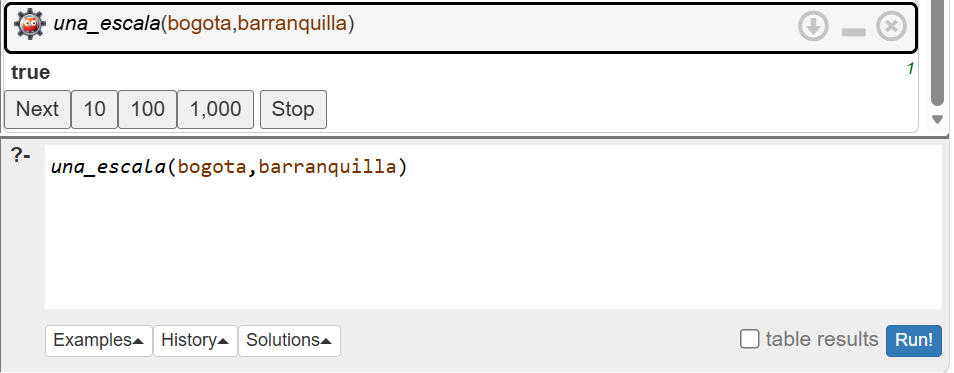 una_escala(bogota,barranquilla)
true 1
Next 10 100 1,000 Stop
?- una_escala(bogota,barranquilla)
Examples History Solutions table results Run!